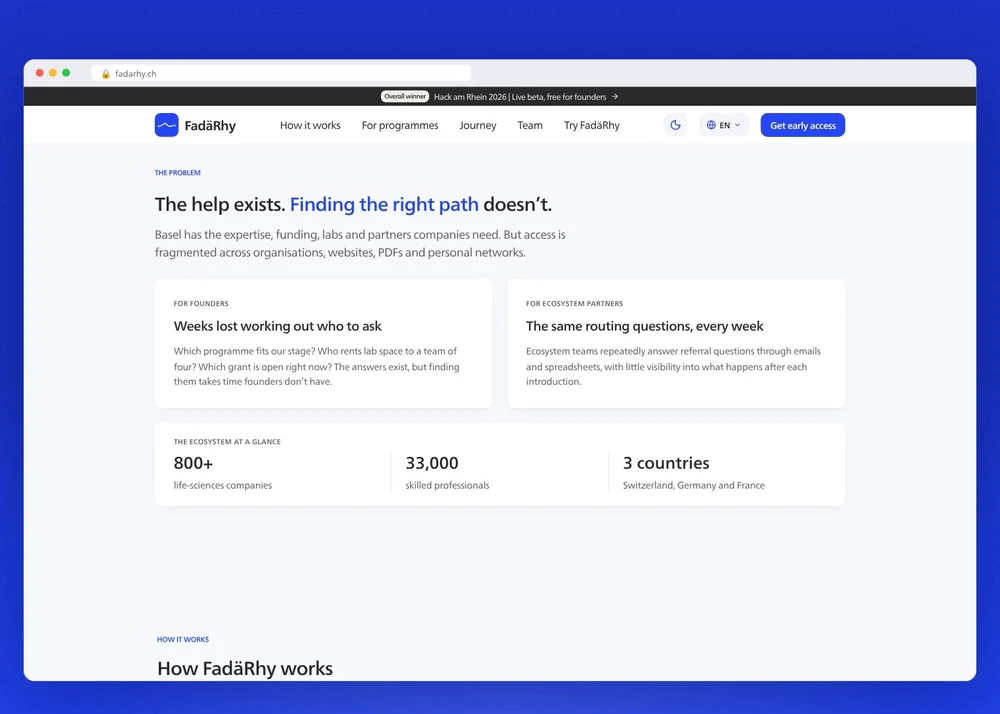 fadarhy.ch
Overall winner Hack am Rhein 2026 | Live beta, free for founders →
FadäRhy How it works For programmes Journey Team Try FadäRhy EN Get early access
THE PROBLEM
The help exists. Finding the right path doesn’t.
Basel has the expertise, funding, labs and partners companies need. But access is
fragmented across organisations, websites, PDFs and personal networks.
FOR FOUNDERS
Weeks lost working out who to ask
Which programme fits our stage? Who rents lab space to a team of
four? Which grant is open right now? The answers exist, but finding
them takes time founders don’t have.
FOR ECOSYSTEM PARTNERS
The same routing questions, every week
Ecosystem teams repeatedly answer referral questions through emails
and spreadsheets, with little visibility into what happens after each
introduction.
THE ECOSYSTEM AT A GLANCE
800+
life-sciences companies
33,000
skilled professionals
3 countries
Switzerland, Germany and France
HOW IT WORKS
How FadäRhy works